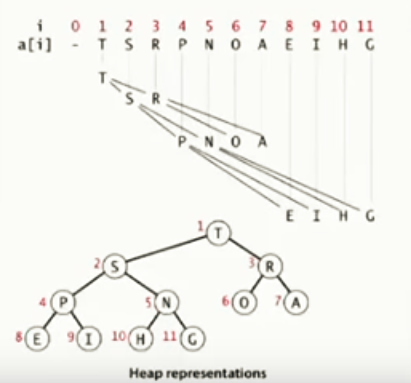 i 0 1 2 3 4 5 6 7 8 9 10 11
a[i] - T S R P N O A E I H G
T
S R
P N O A
E I H G
1 T
2 S 3 R
4 P 5 N 6 O 7 A
8 E 9 I 10 H 11 G
Heap representations